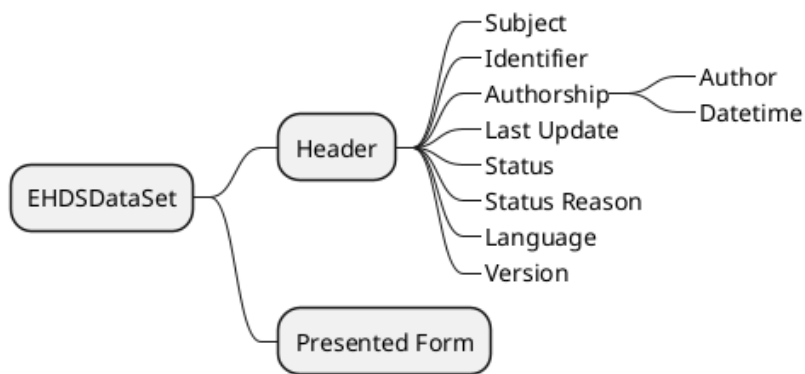 EHDSDataSet
Header
Subject
Identifier
Authorship
Author
Datetime
Last Update
Status
Status Reason
Language
Version
Presented Form